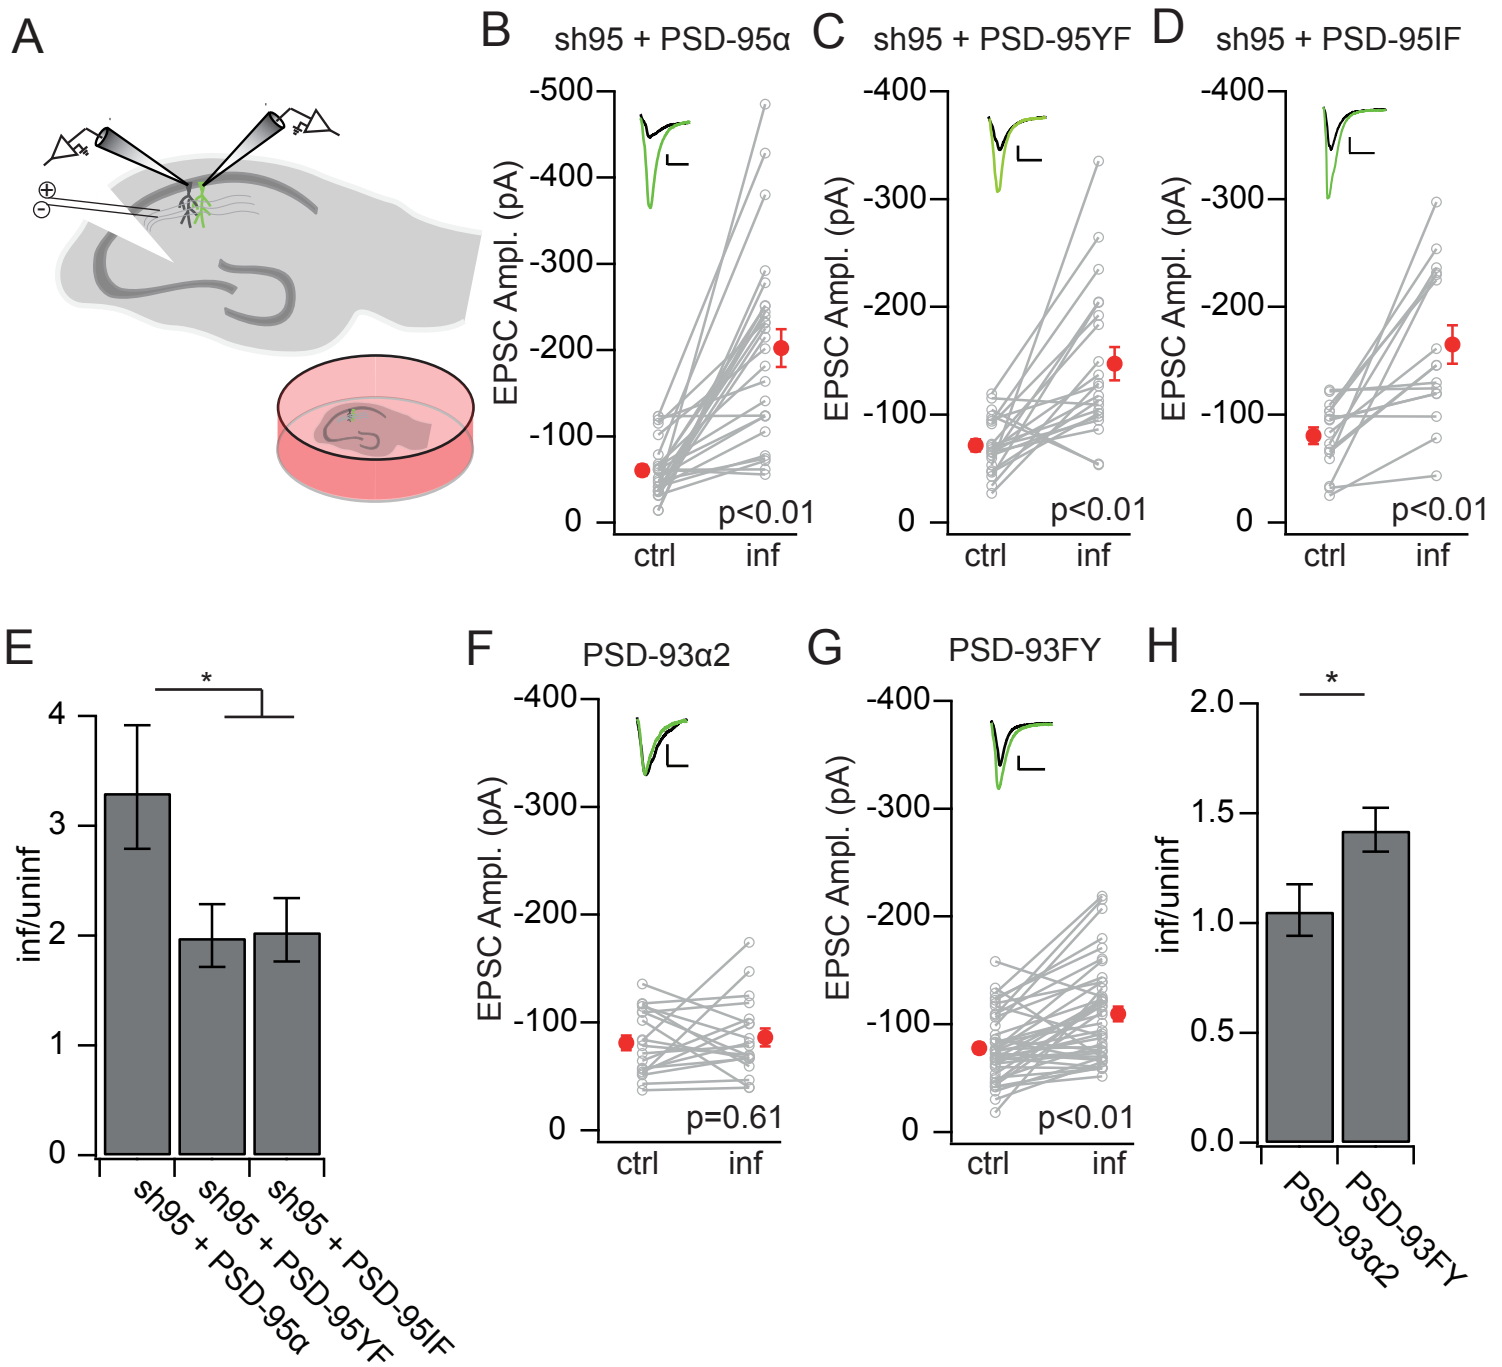 A
⊕
⊖
B
sh95 + PSD-95α
EPSC Ampl. (pA)
-500
-400
-300
-200
-100
0
p<0.01
ctrl inf
C
sh95 + PSD-95YF
EPSC Ampl. (pA)
-400
-300
-200
-100
0
p<0.01
ctrl inf
D
sh95 + PSD-95IF
EPSC Ampl. (pA)
-400
-300
-200
-100
0
p<0.01
ctrl inf
E
*
inf/uninf
4
3
2
1
0
sh95 + PSD-95α
sh95 + PSD-95YF
sh95 + PSD-95IF
F
PSD-93α2
EPSC Ampl. (pA)
-400
-300
-200
-100
0
p=0.61
ctrl inf
G
PSD-93FY
EPSC Ampl. (pA)
-400
-300
-200
-100
0
p<0.01
ctrl inf
H
*
inf/uninf
2.0
1.5
1.0
0.5
0.0
PSD-93α2
PSD-93FY